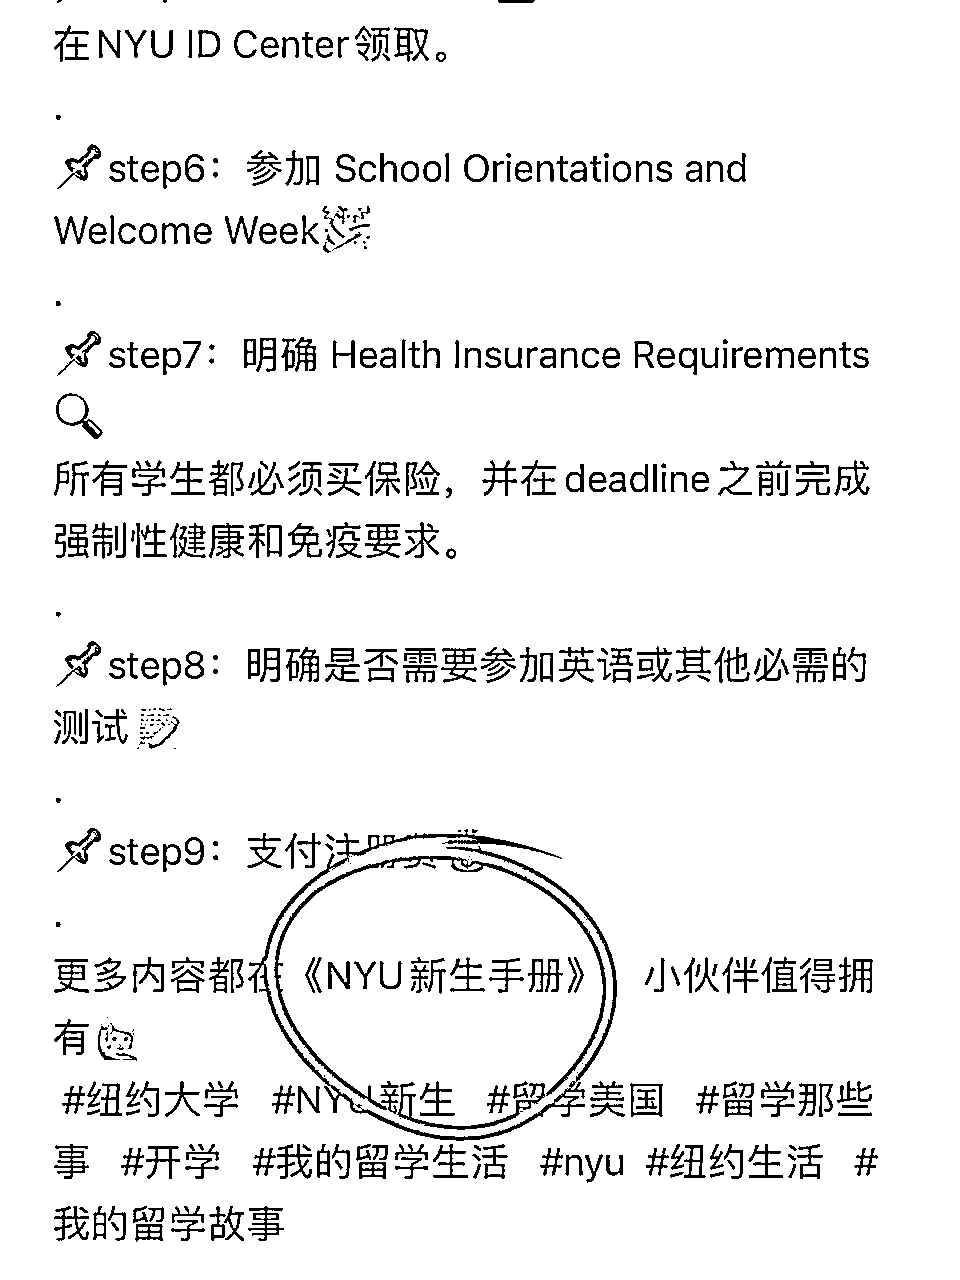 在NYU ID Center领取。
.
📌step6：参加 School Orientations and
Welcome Week🎉
.
📌step7：明确 Health Insurance Requirements
🔍
所有学生都必须买保险，并在deadline之前完成
强制性健康和免疫要求。
.
📌step8：明确是否需要参加英语或其他必需的
测试📝
.
📌step9：支付注册费
.
更多内容都在《NYU新生手册》 小伙伴值得拥
有
#纽约大学 #NYU新生 #留学美国 #留学那些
事 #开学 #我的留学生活 #nyu #纽约生活 #
我的留学故事